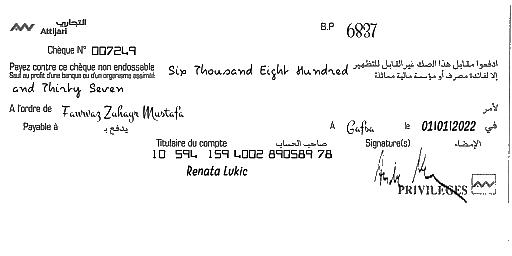 التجاري
Attijari
B.P 6837
Chèque N° 007249
Payez contre ce chèque non endossable Six Thousand Eight Hundred ادفعوا مقابل هذا الصك غير القابل للتظهير
Sauf au profit d'une banque ou d'un organisme assimilé إلا لفائدة مصرف أو مؤسسة مالية مماثلة
and Thirty Seven
A l'ordre de Fawwaz Zuhayr Mustafa لأمر
Payable à يدفع بـ A Gafsa le 01/01/2022 في
Titulaire du compte صاحب الحساب Signature(s) الإمضاء
10 594 159 4002 890589 78
Renata Lukic
PRIVILEGES